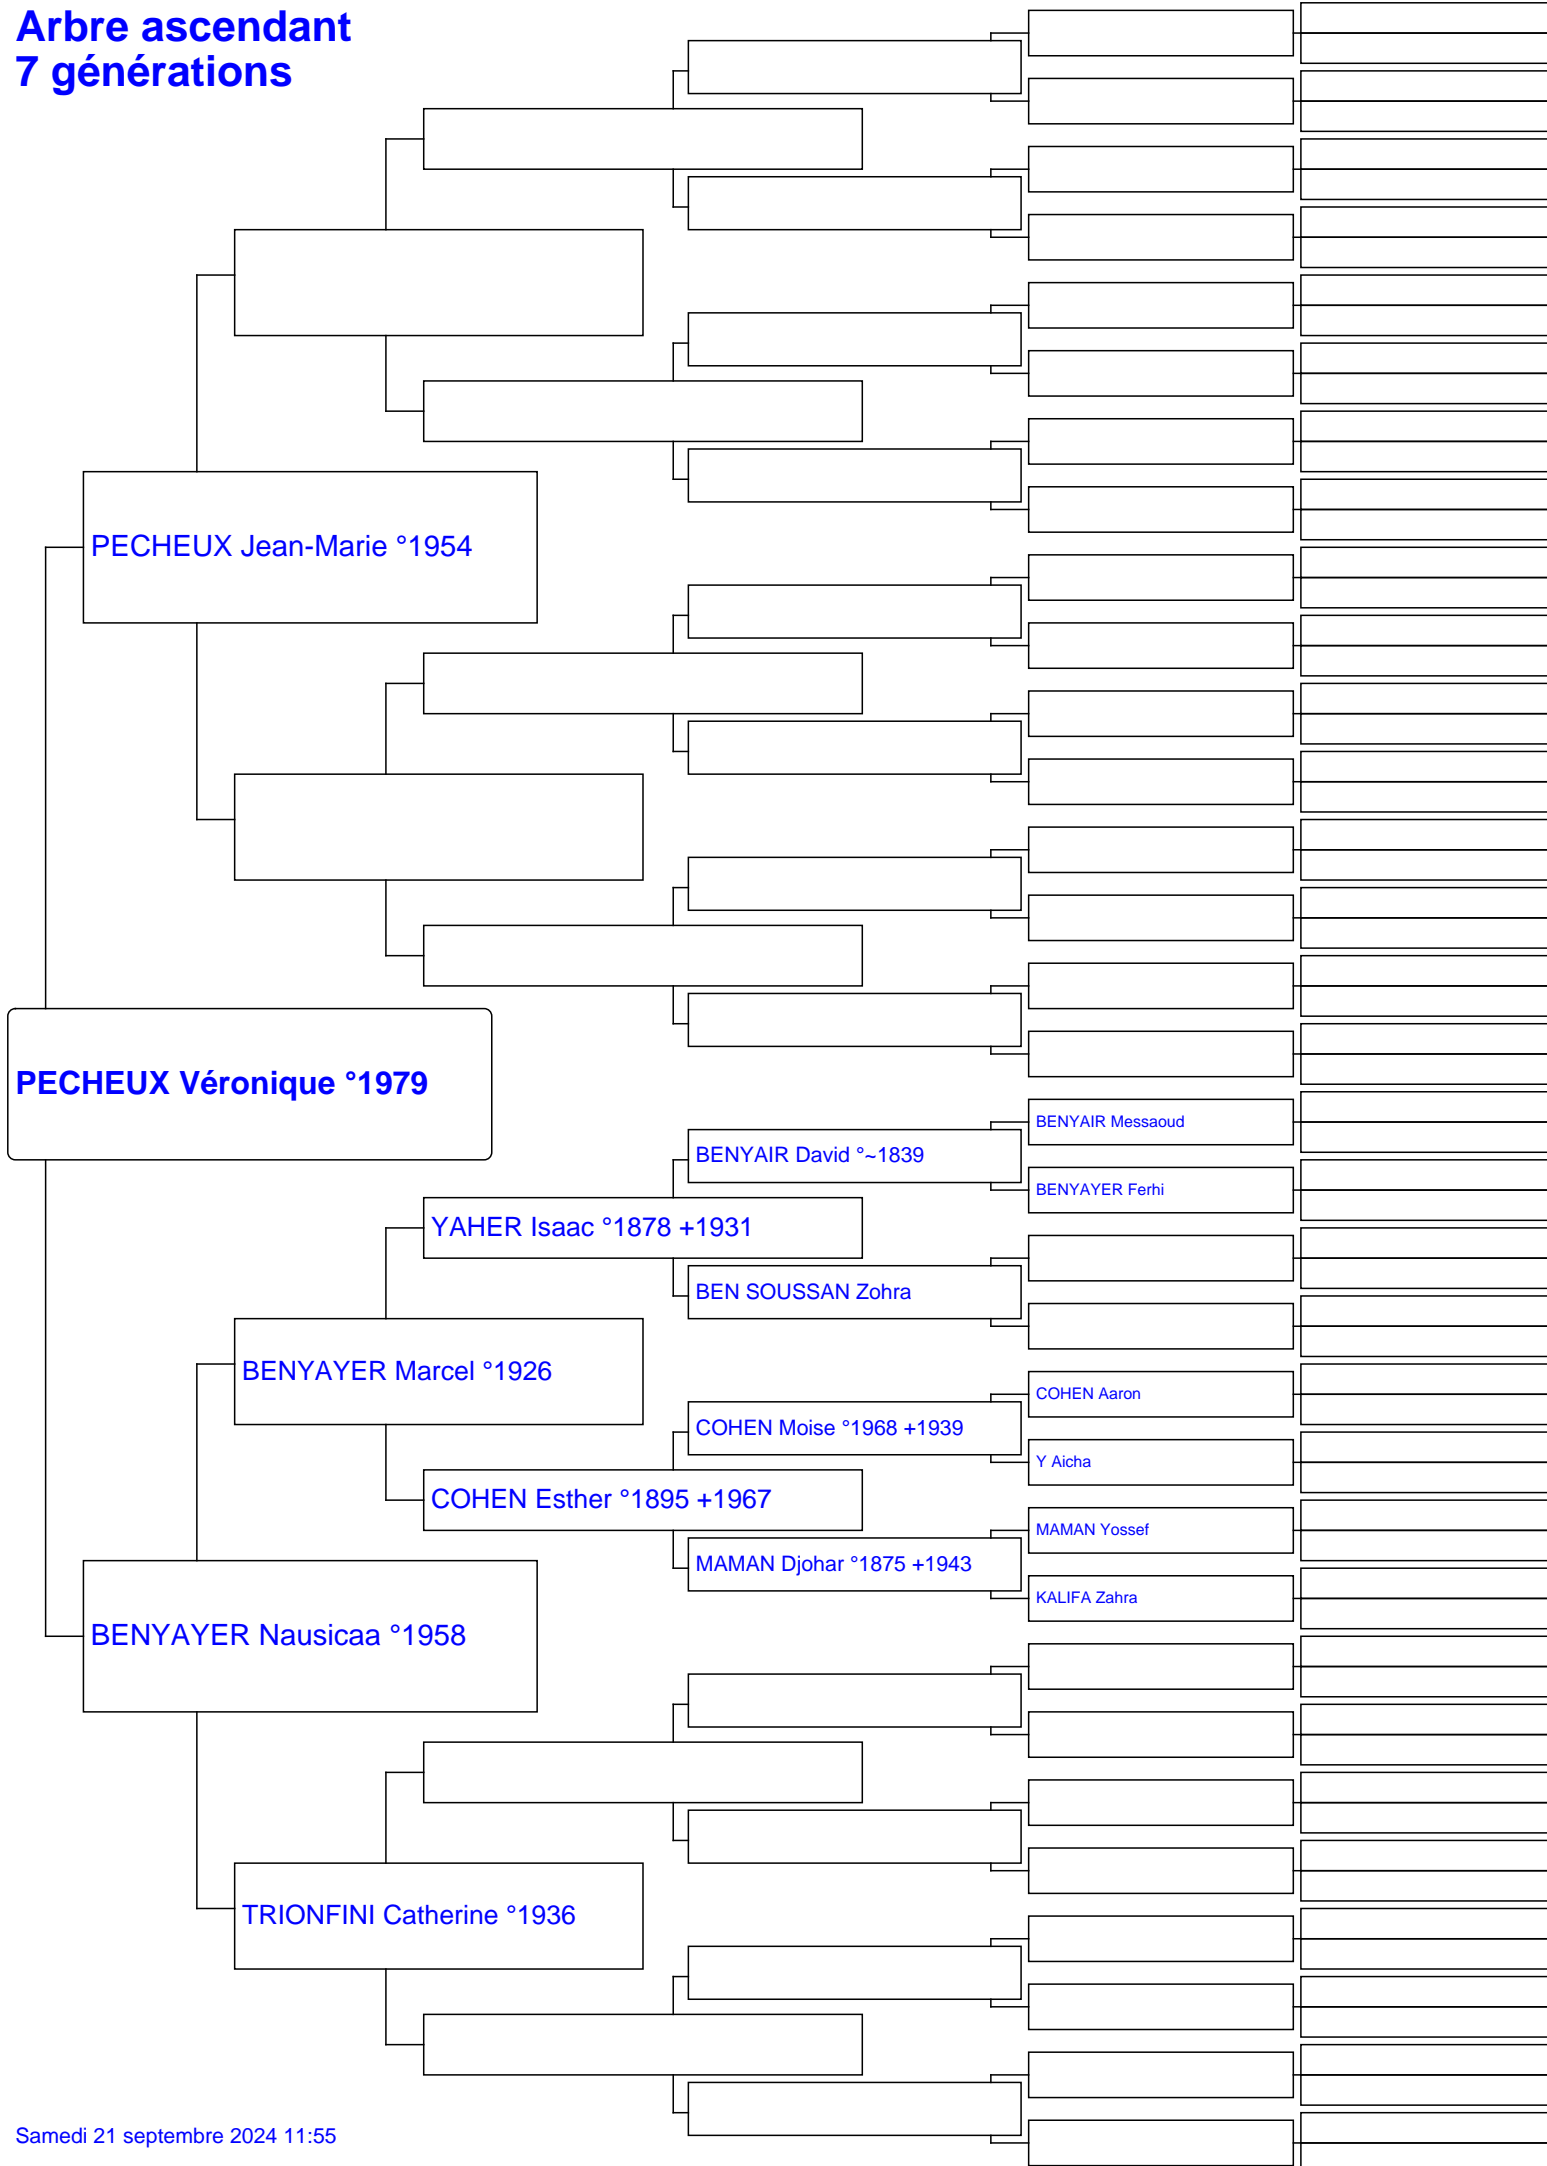 Arbre ascendant
7 générations
PECHEUX Jean-Marie °1954
PECHEUX Véronique °1979
BENYAIR Messaoud
BENYAIR David °~1839
BENYAYER Ferhi
YAHER Isaac °1878 +1931
BEN SOUSSAN Zohra
BENYAYER Marcel °1926
COHEN Aaron
COHEN Moise °1968 +1939
Y Aicha
COHEN Esther °1895 +1967
MAMAN Yossef
MAMAN Djohar °1875 +1943
KALIFA Zahra
BENYAYER Nausicaa °1958
TRIONFINI Catherine °1936
Samedi 21 septembre 2024 11:55